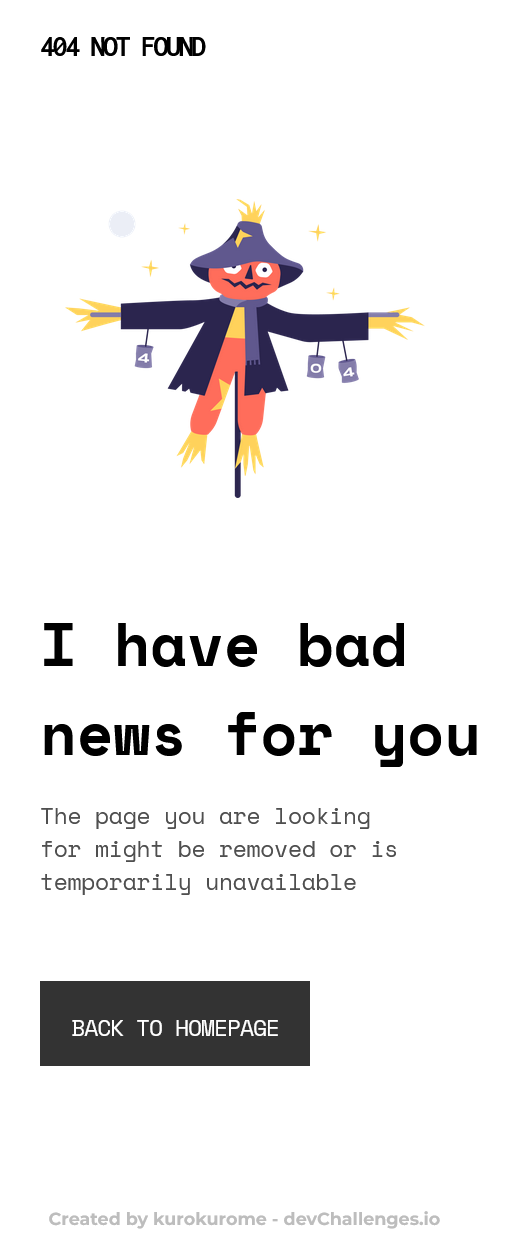 404 NOT FOUND
4
0
4
I have bad
news for you
The page you are looking
for might be removed or is
temporarily unavailable
BACK TO HOMEPAGE
Created by kurokurome - devChallenges.io